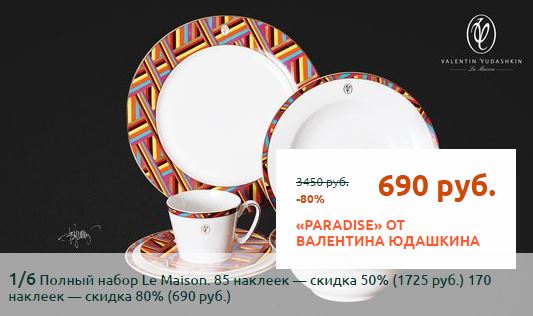 VALENTIN YUDASHKIN
Le Maison
3450 руб.
-80%
690 руб.
«PARADISE» ОТ
ВАЛЕНТИНА ЮДАШКИНА
1/6 Полный набор Le Maison. 85 наклеек — скидка 50% (1725 руб.) 170
наклеек — скидка 80% (690 руб.)